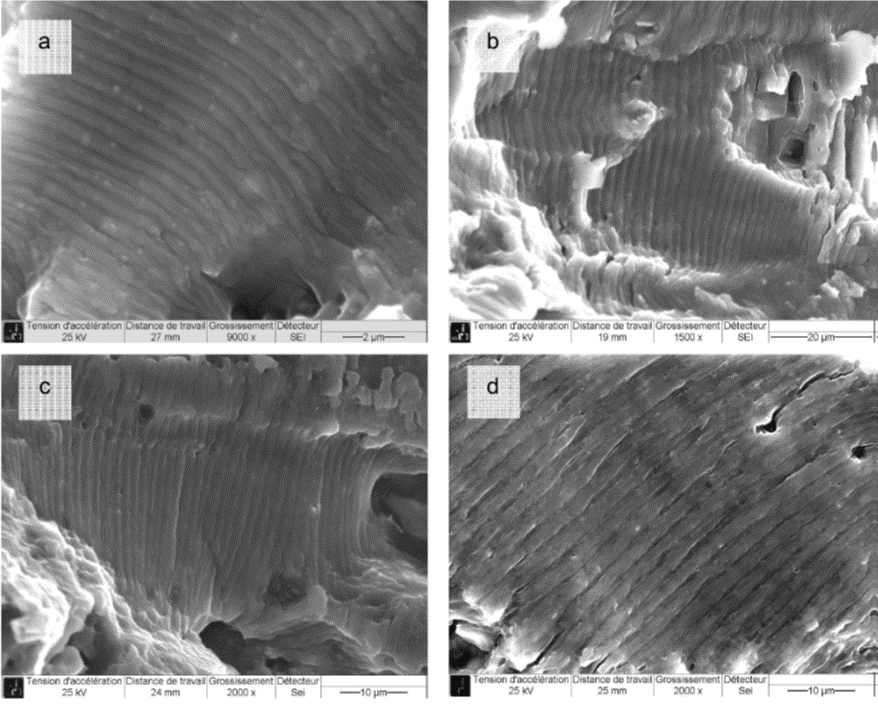 a
Tension d'accélération Distance de travail Grossissement Détecteur
25 kV 27 mm 9000 x SEI 2 µm
b
Tension d'accélération Distance de travail Grossissement Détecteur
25 kV 19 mm 1500 x SEI 20 µm
c
Tension d'accélération Distance de travail Grossissement Détecteur
25 kV 24 mm 2000 x Sei 10 µm
d
Tension d'accélération Distance de travail Grossissement Détecteur
25 kV 25 mm 2000 x Sei 10 µm